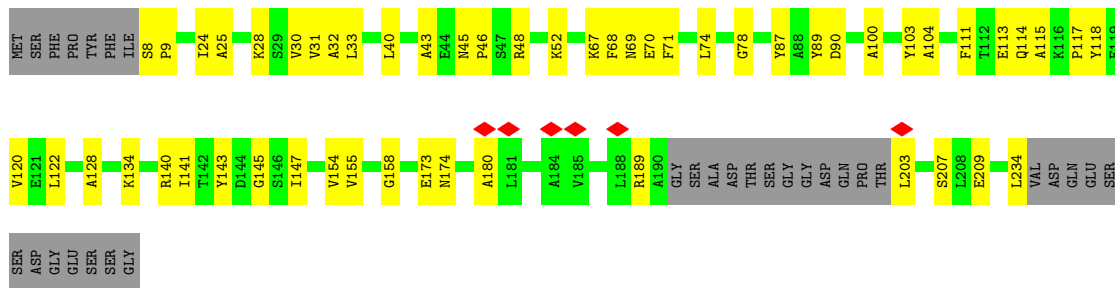 MET SER PHE PRO TYR PHE ILE S8 P9 I24 A25 K28 S29 V30 V31 A32 L33 L40 A43 E44 N45 P46 S47 R48 K52 K67 F68 N69 E70 F71 L74 G78 Y87 A88 Y89 D90 A100 Y103 A104 F111 T112 E113 Q114 A115 K116 P117 Y118 E119
V120 E121 L122 A128 K134 R140 I141 T142 Y143 D144 G145 S146 I147 V154 V155 G158 E173 N174 A180 L181 A184 V185 L188 R189 A190 GLY SER ALA ASP THR SER GLY GLY ASP GLN PRO THR L203 S207 L208 E209 L234 VAL ASP GLN GLU SER
SER ASP GLY GLU SER SER GLY